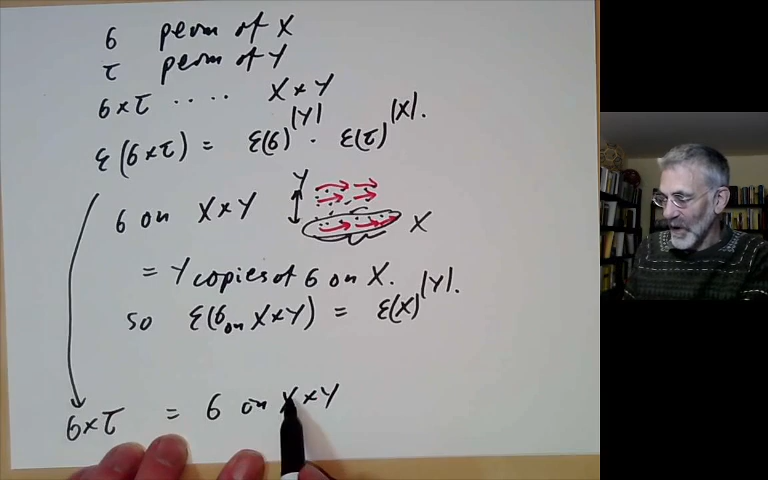 σ perm of X
τ perm of Y
σ×τ .... X×Y
ε(σ×τ) = ε(σ)^|Y| · ε(τ)^|X|.
σ on X×Y
Y
X
= Y copies of σ on X.
so ε(σ on X×Y) = ε(X)^|Y|.
σ×τ = σ on X×Y